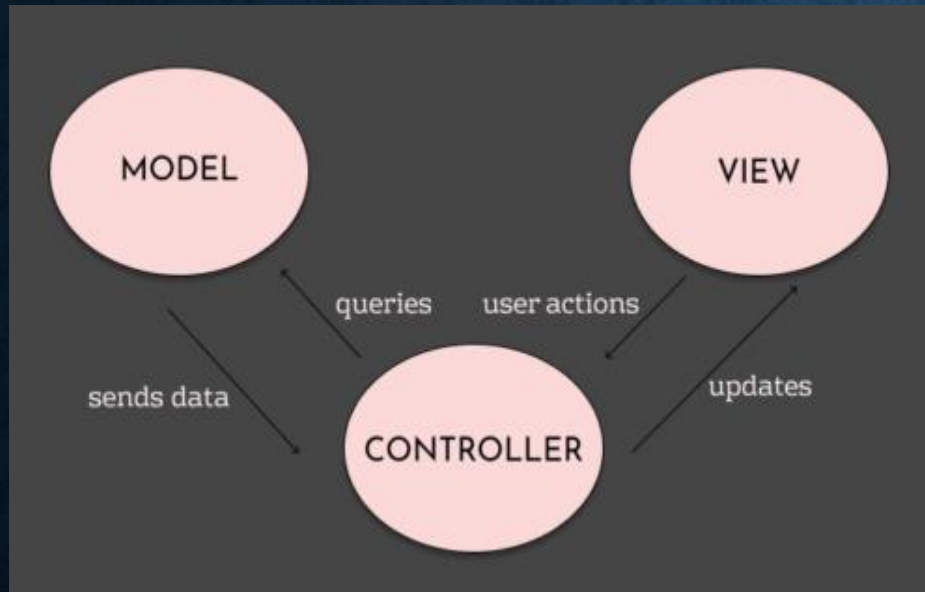 MODEL
VIEW
queries
user actions
sends data
updates
CONTROLLER